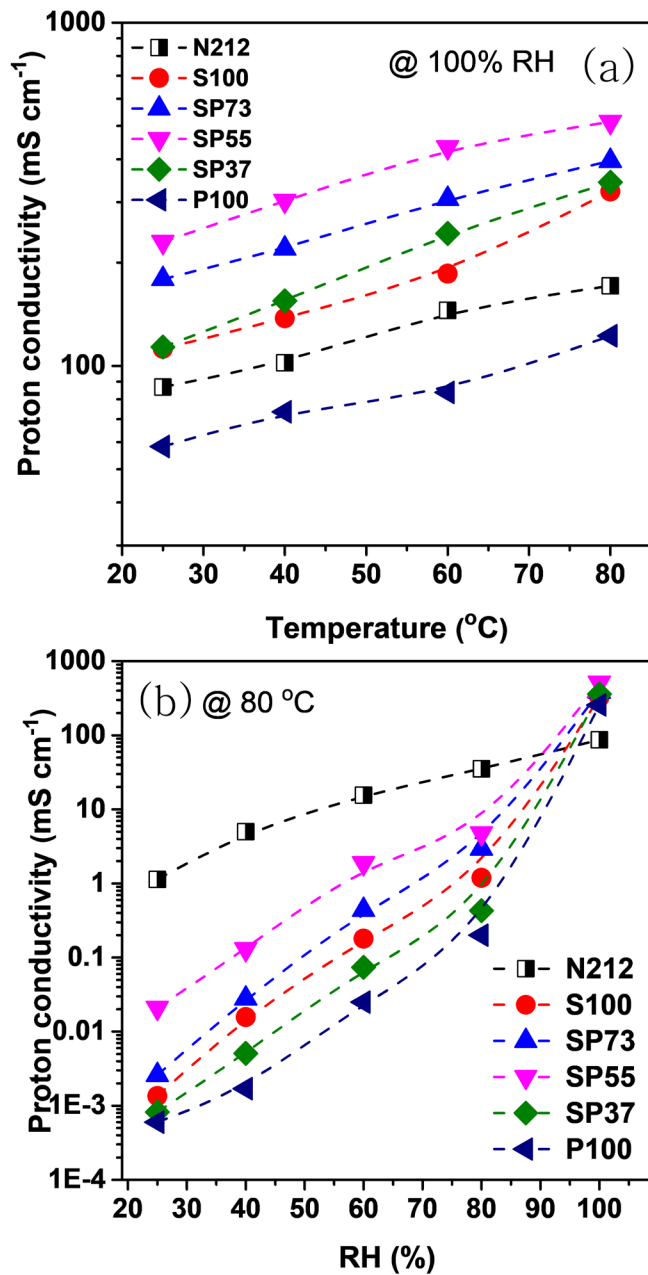 1000
N212
S100
SP73
SP55
SP37
P100
@ 100% RH (a)
Proton conductivity (mS cm⁻¹)
100
20 30 40 50 60 70 80
Temperature (ºC)
1000
(b) @ 80 ºC
Proton conductivity (mS cm⁻¹)
100
10
1
0.1
0.01
1E-3
1E-4
N212
S100
SP73
SP55
SP37
P100
20 30 40 50 60 70 80 90 100
RH (%)